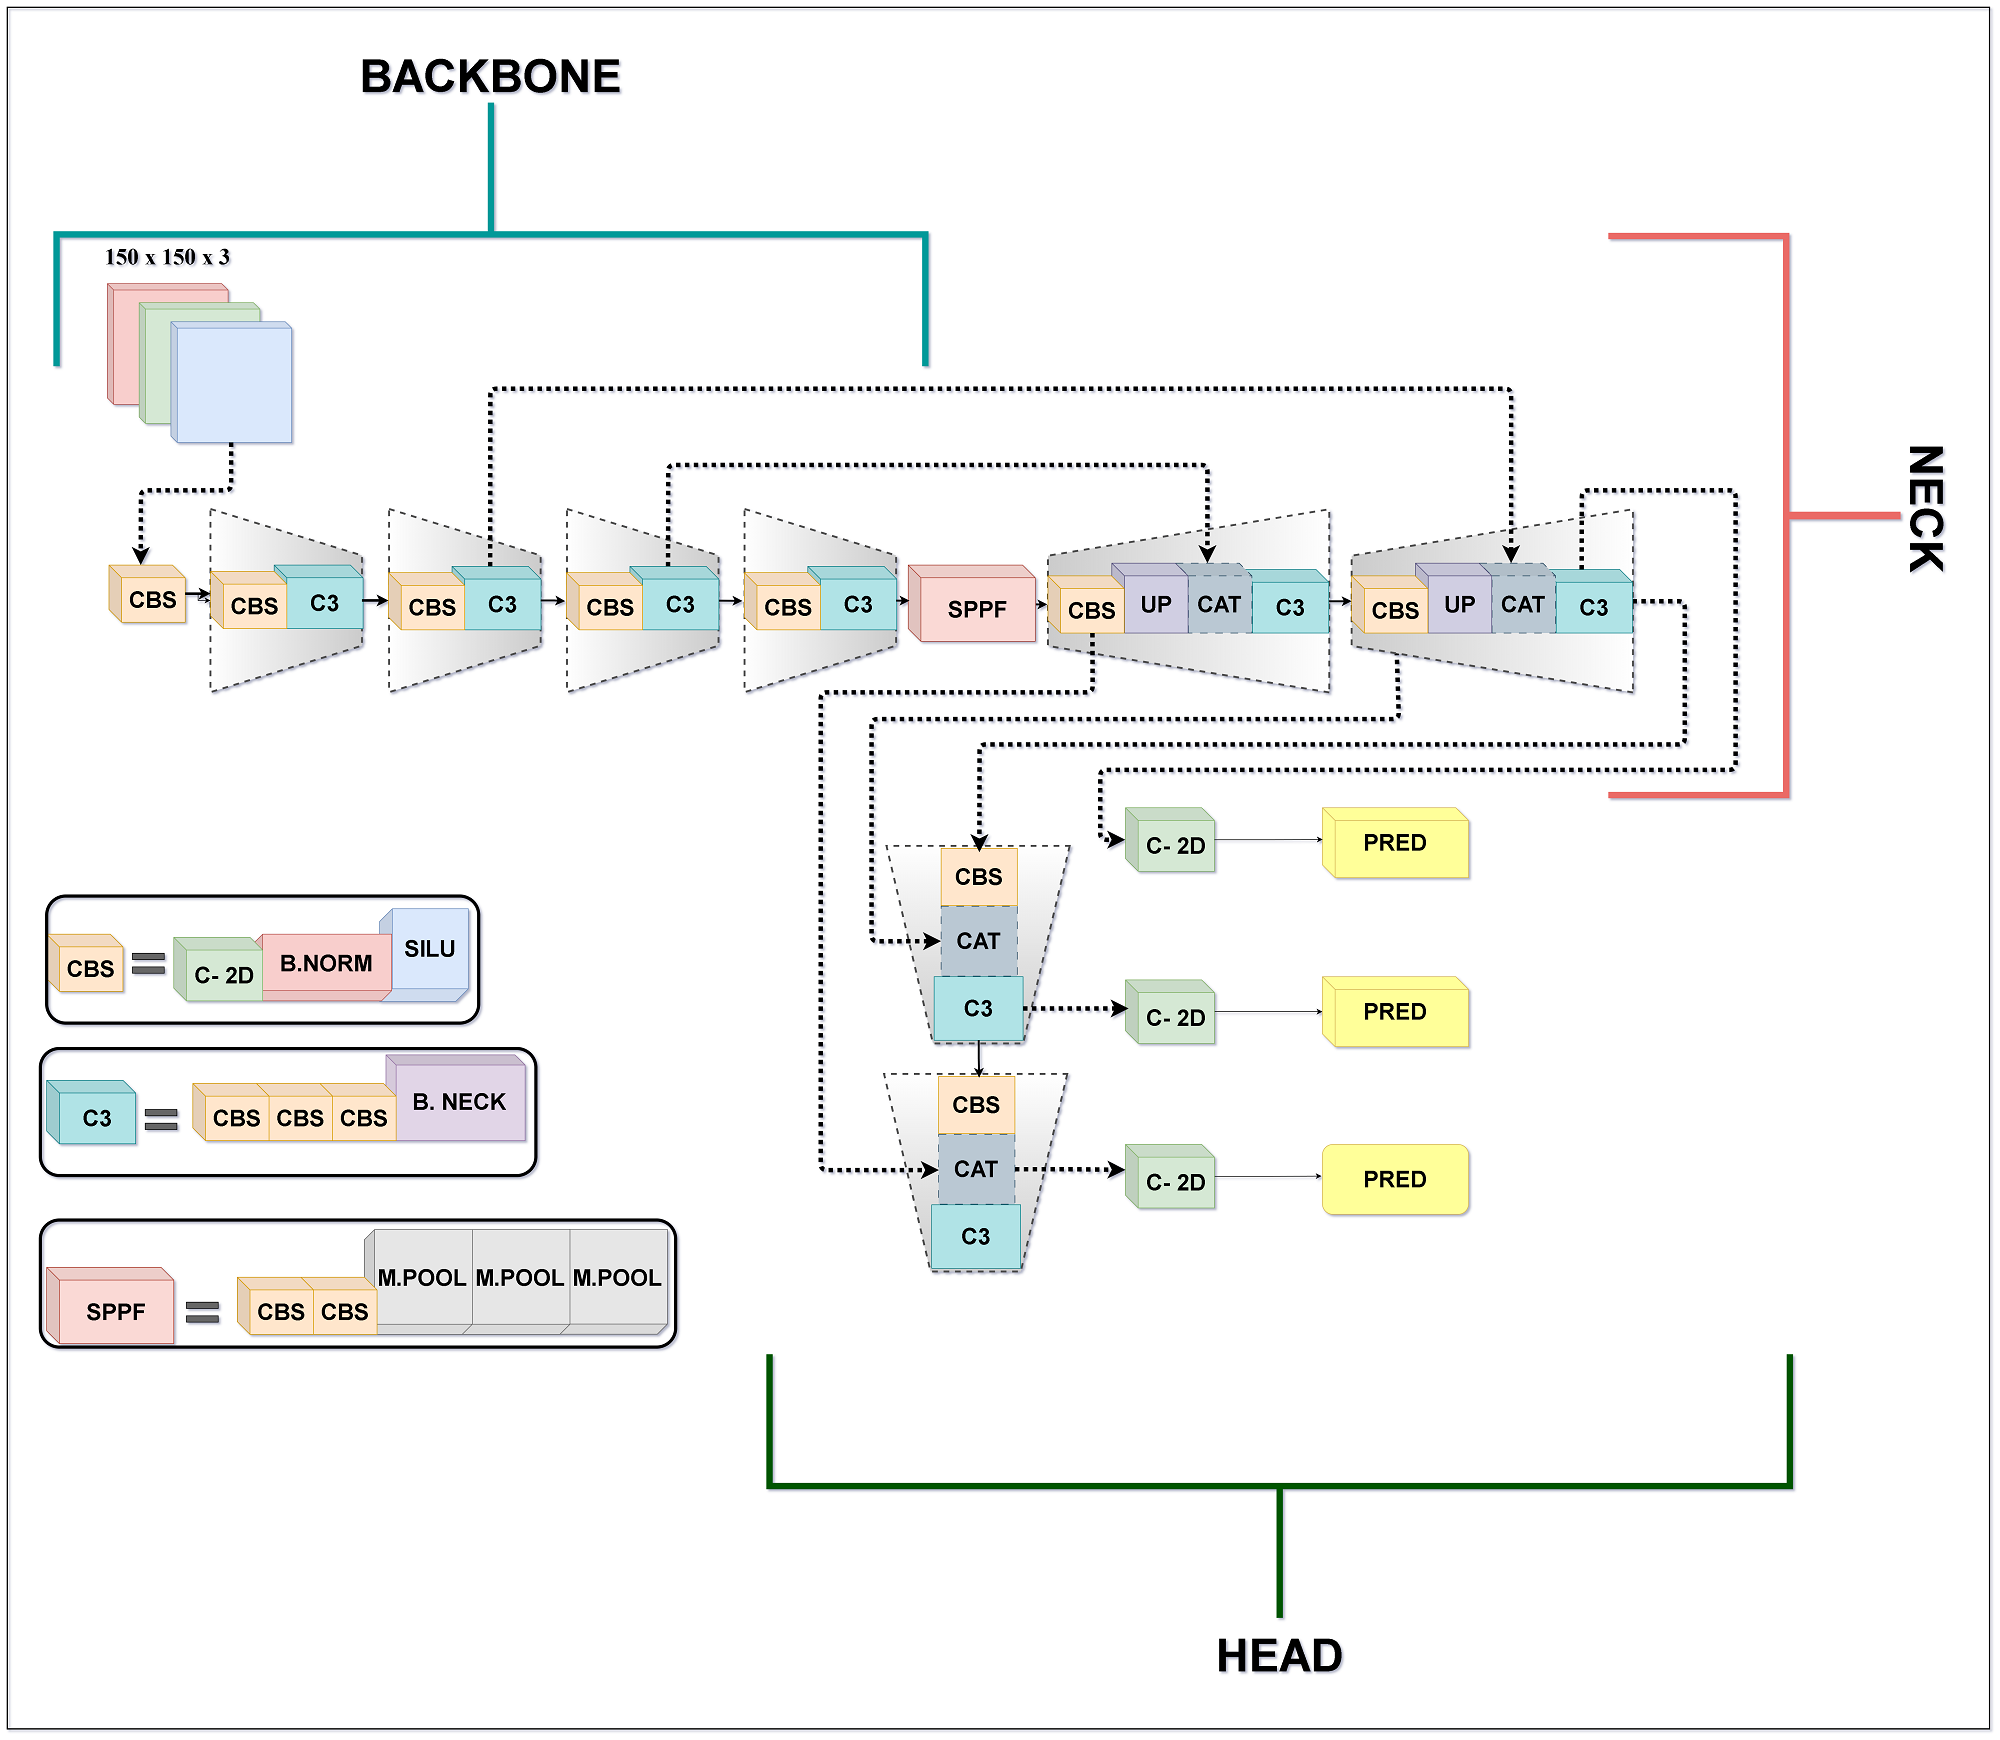 BACKBONE
150 x 150 x 3
NECK
CBS
CBS
C3
CBS
C3
CBS
C3
CBS
C3
SPPF
CBS
UP
CAT
C3
CBS
UP
CAT
C3
CBS
CAT
C3
C- 2D
PRED
C- 2D
PRED
CBS
CAT
C3
C- 2D
PRED
CBS
C- 2D
B.NORM
SILU
C3
CBS
CBS
CBS
B. NECK
SPPF
CBS
CBS
M.POOL
M.POOL
M.POOL
HEAD